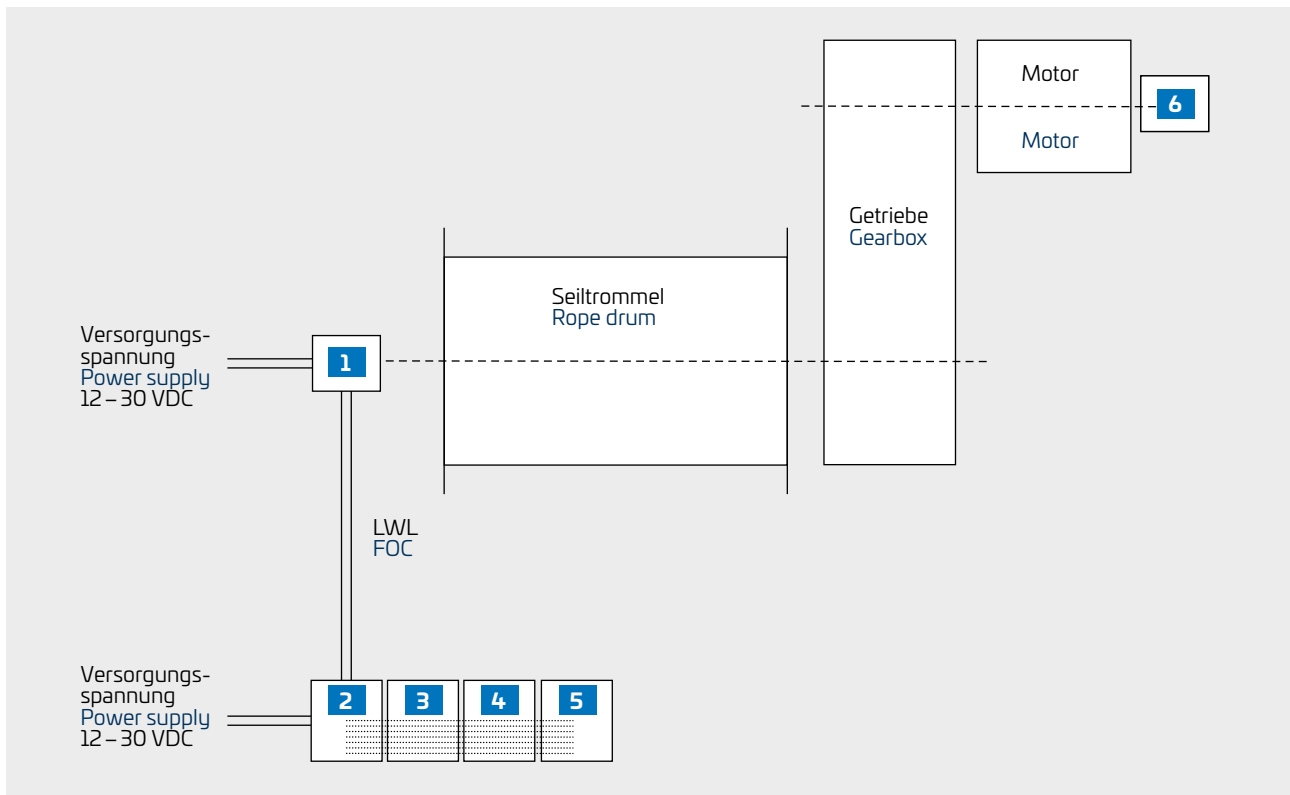 Motor
6
Motor
Getriebe
Gearbox
Seiltrommel
Rope drum
Versorgungs-
spannung
Power supply
12 – 30 VDC
1
LWL
FOC
Versorgungs-
spannung
Power supply
12 – 30 VDC
2
3
4
5